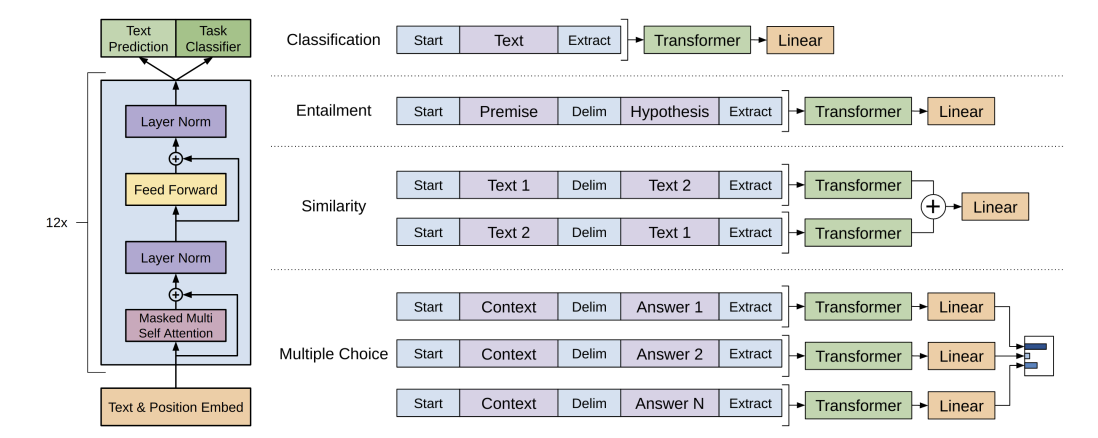 Text
Prediction
Task
Classifier
Layer Norm
Feed Forward
12x
Layer Norm
Masked Multi
Self Attention
Text & Position Embed
Classification Start Text Extract Transformer Linear
Entailment Start Premise Delim Hypothesis Extract Transformer Linear
Similarity
Start Text 1 Delim Text 2 Extract Transformer
Start Text 2 Delim Text 1 Extract Transformer
Linear
Multiple Choice
Start Context Delim Answer 1 Extract Transformer Linear
Start Context Delim Answer 2 Extract Transformer Linear
Start Context Delim Answer N Extract Transformer Linear